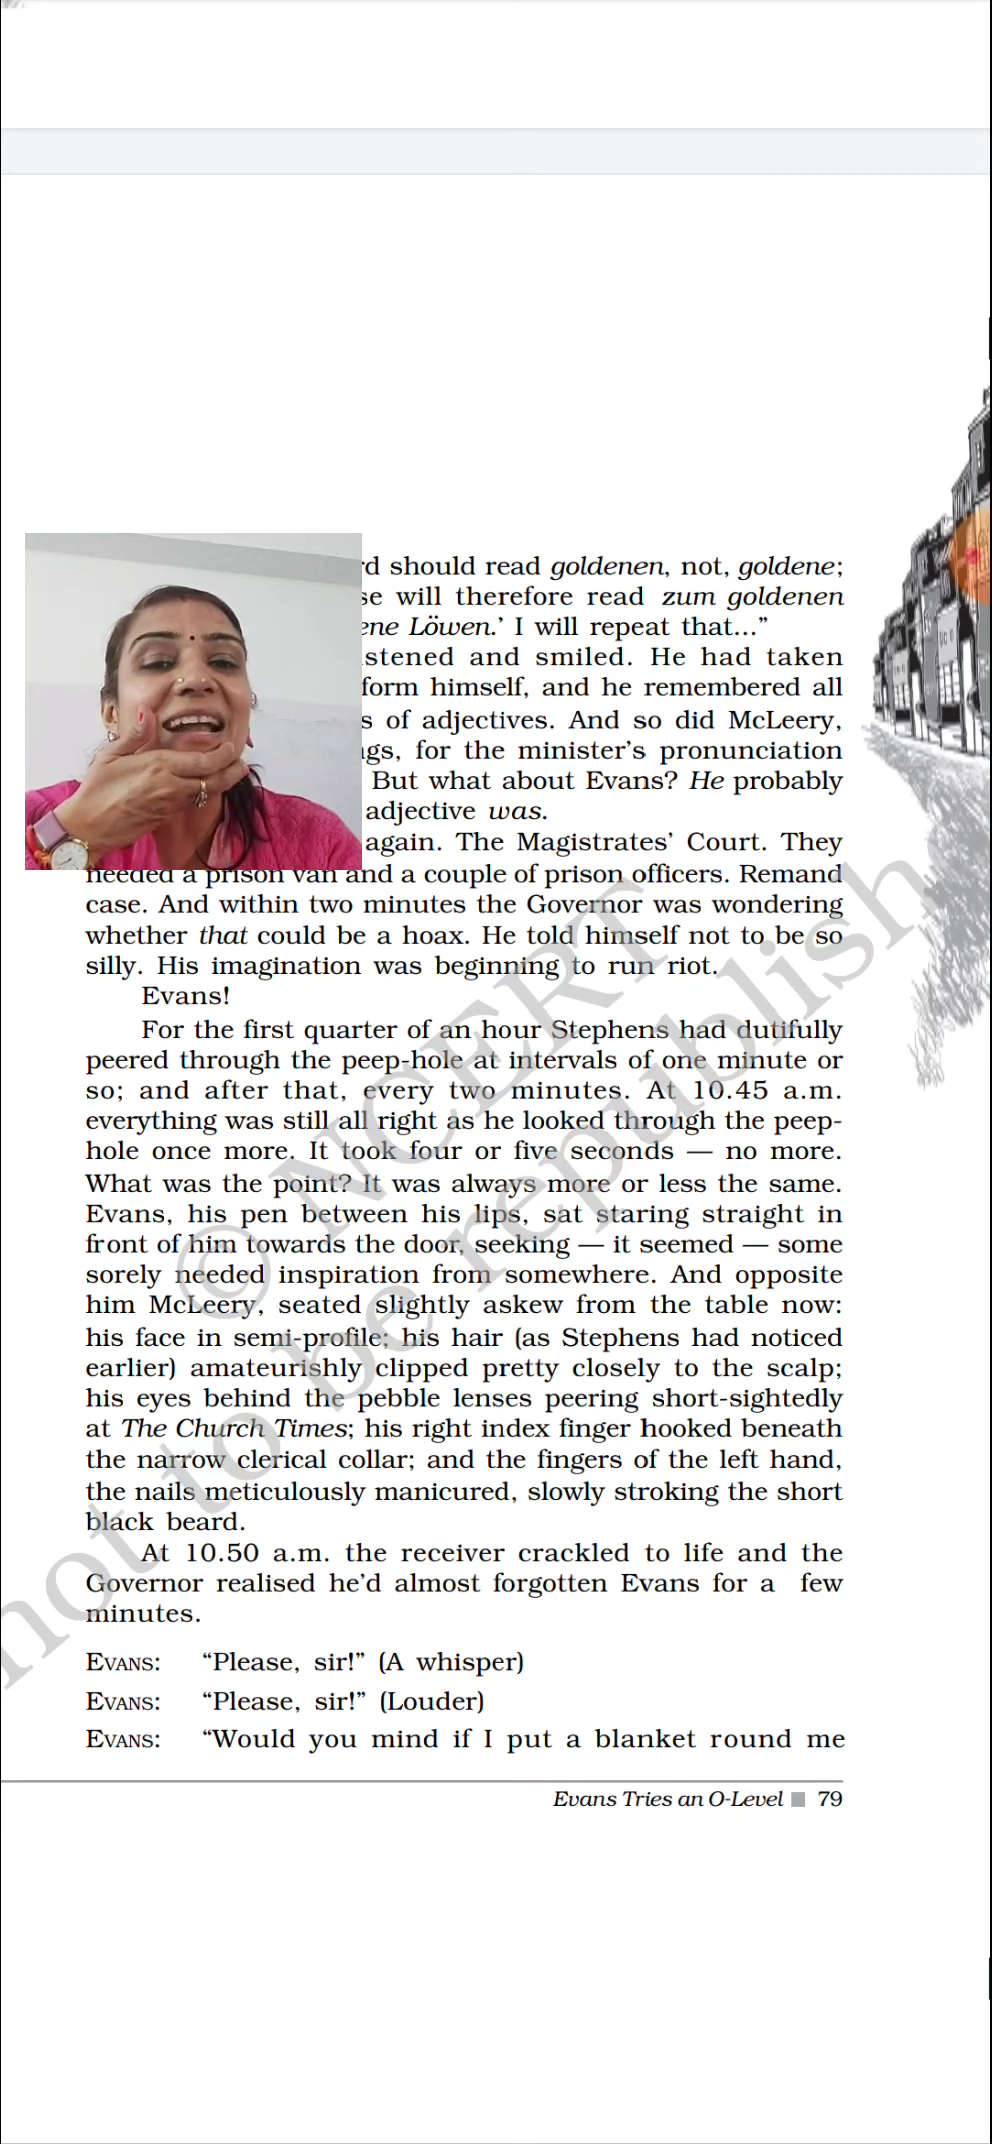 should read goldenen, not, goldene;
will therefore read zum goldenen
Löwen.’ I will repeat that...”
and smiled. He had taken
himself, and he remembered all
of adjectives. And so did McLeery,
for the minister’s pronunciation
But what about Evans? He probably
adjective was.
again. The Magistrates’ Court. They
needed a prison van and a couple of prison officers. Remand
case. And within two minutes the Governor was wondering
whether that could be a hoax. He told himself not to be so
silly. His imagination was beginning to run riot.
Evans!
For the first quarter of an hour Stephens had dutifully
peered through the peep-hole at intervals of one minute or
so; and after that, every two minutes. At 10.45 a.m.
everything was still all right as he looked through the peep-
hole once more. It took four or five seconds — no more.
What was the point? It was always more or less the same.
Evans, his pen between his lips, sat staring straight in
front of him towards the door, seeking — it seemed — some
sorely needed inspiration from somewhere. And opposite
him McLeery, seated slightly askew from the table now:
his face in semi-profile; his hair (as Stephens had noticed
earlier) amateurishly clipped pretty closely to the scalp;
his eyes behind the pebble lenses peering short-sightedly
at The Church Times; his right index finger hooked beneath
the narrow clerical collar; and the fingers of the left hand,
the nails meticulously manicured, slowly stroking the short
black beard.
At 10.50 a.m. the receiver crackled to life and the
Governor realised he’d almost forgotten Evans for a few
minutes.
EVANS: “Please, sir!” (A whisper)
EVANS: “Please, sir!” (Louder)
EVANS: “Would you mind if I put a blanket round me
Evans Tries an O-Level 79
© NCERT
not to be republish